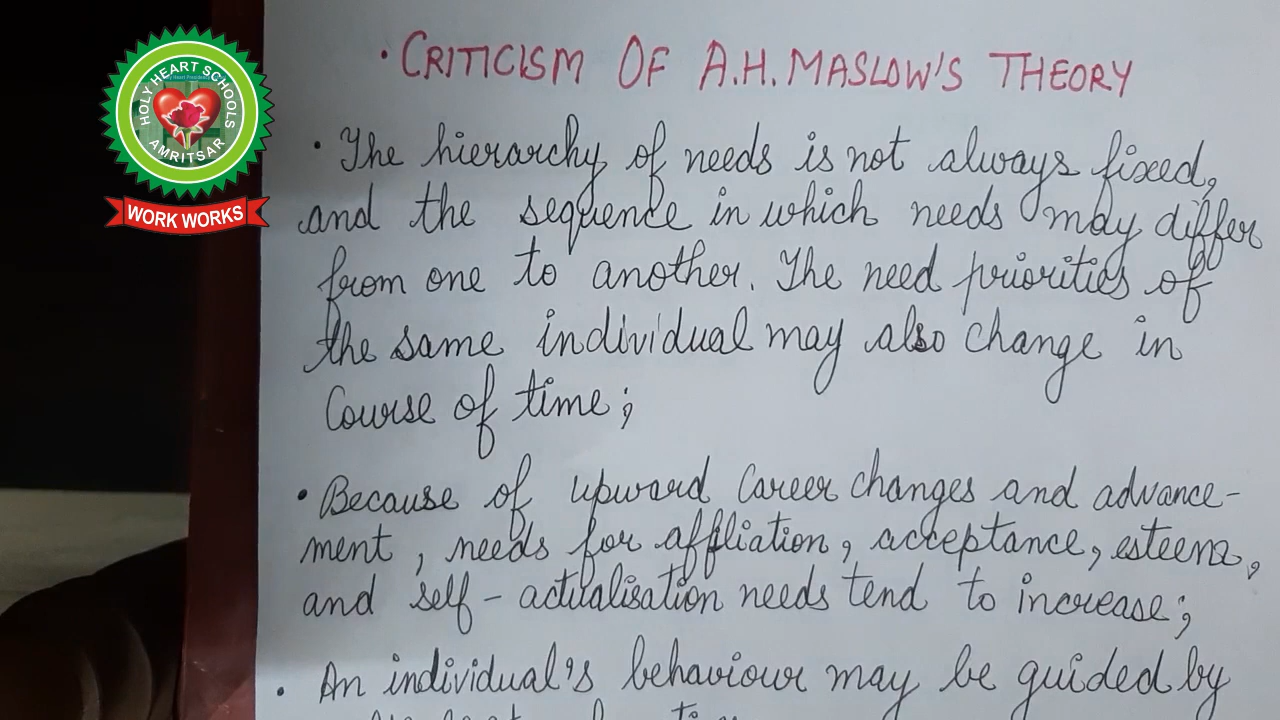 HOLY HEART SCHOOLS
AMRITSAR
WORK WORKS
• CRITICISM OF A.H. MASLOW'S THEORY
• The hierarchy of needs is not always fixed,
and the sequence in which needs may differ
from one to another. The need priorities of
the same individual may also change in
Course of time;
• Because of upward Career changes and advance-
ment, needs for affliation, acceptance, esteem,
and self-actualisation needs tend to increase;
• An individual's behaviour may be guided by